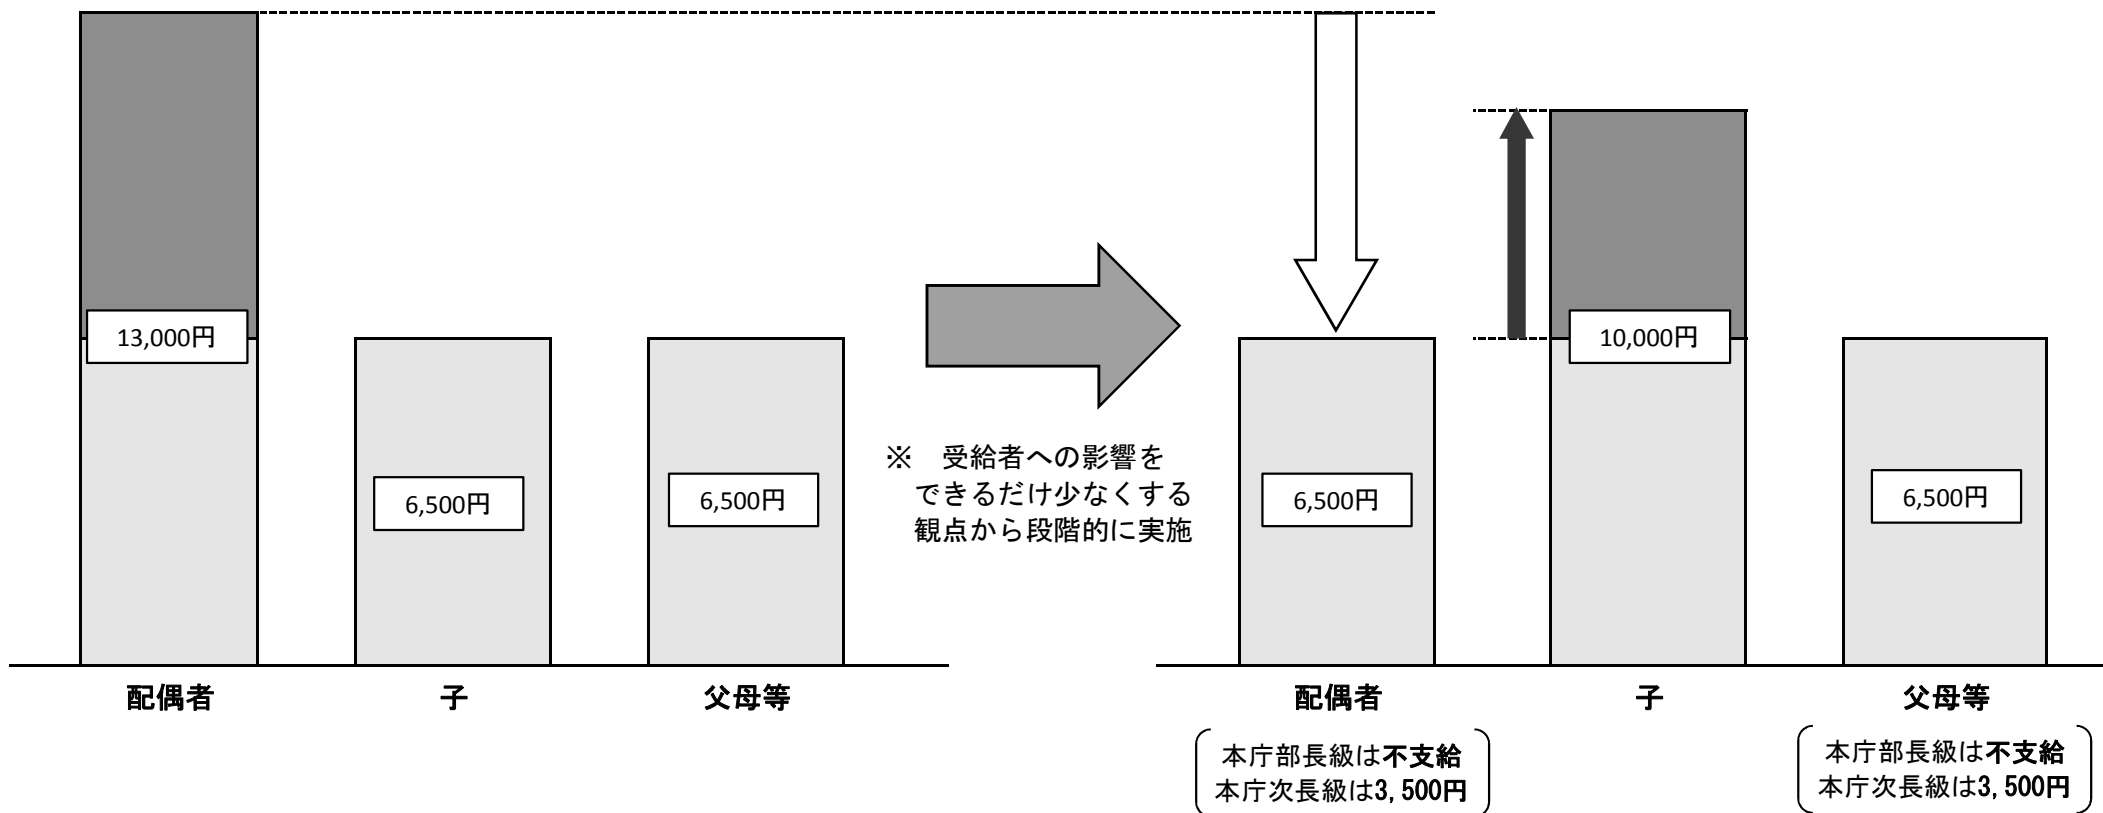 13,000円
6,500円
6,500円
配偶者
子
父母等
※　受給者への影響を
できるだけ少なくする
観点から段階的に実施
6,500円
10,000円
6,500円
配偶者
子
父母等
本庁部長級は不支給
本庁次長級は3,500円
本庁部長級は不支給
本庁次長級は3,500円